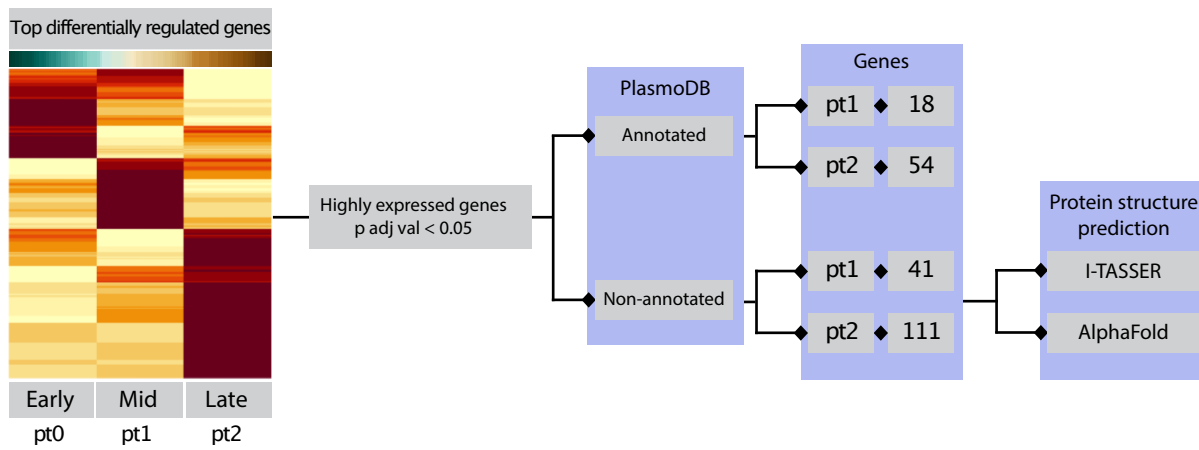 Top differentially regulated genes
Early Mid Late
pt0 pt1 pt2
Highly expressed genes
p adj val < 0.05
PlasmoDB
Annotated
Non-annotated
Genes
pt1 18
pt2 54
pt1 41
pt2 111
Protein structure
prediction
I-TASSER
AlphaFold